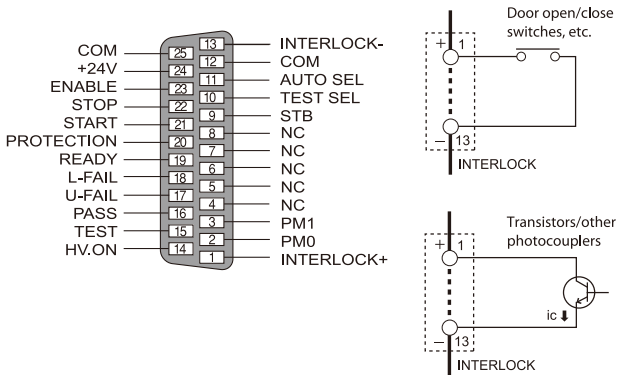 COM 25
+24V 24
ENABLE 23
STOP 22
START 21
PROTECTION 20
READY 19
L-FAIL 18
U-FAIL 17
PASS 16
TEST 15
HV.ON 14
13 INTERLOCK-
12 COM
11 AUTO SEL
10 TEST SEL
9 STB
8 NC
7 NC
6 NC
5 NC
4 NC
3 PM1
2 PM0
1 INTERLOCK+
Door open/close
switches, etc.
+ 1
− 13
INTERLOCK
Transistors/other
photocouplers
+ 1
ic
− 13
INTERLOCK